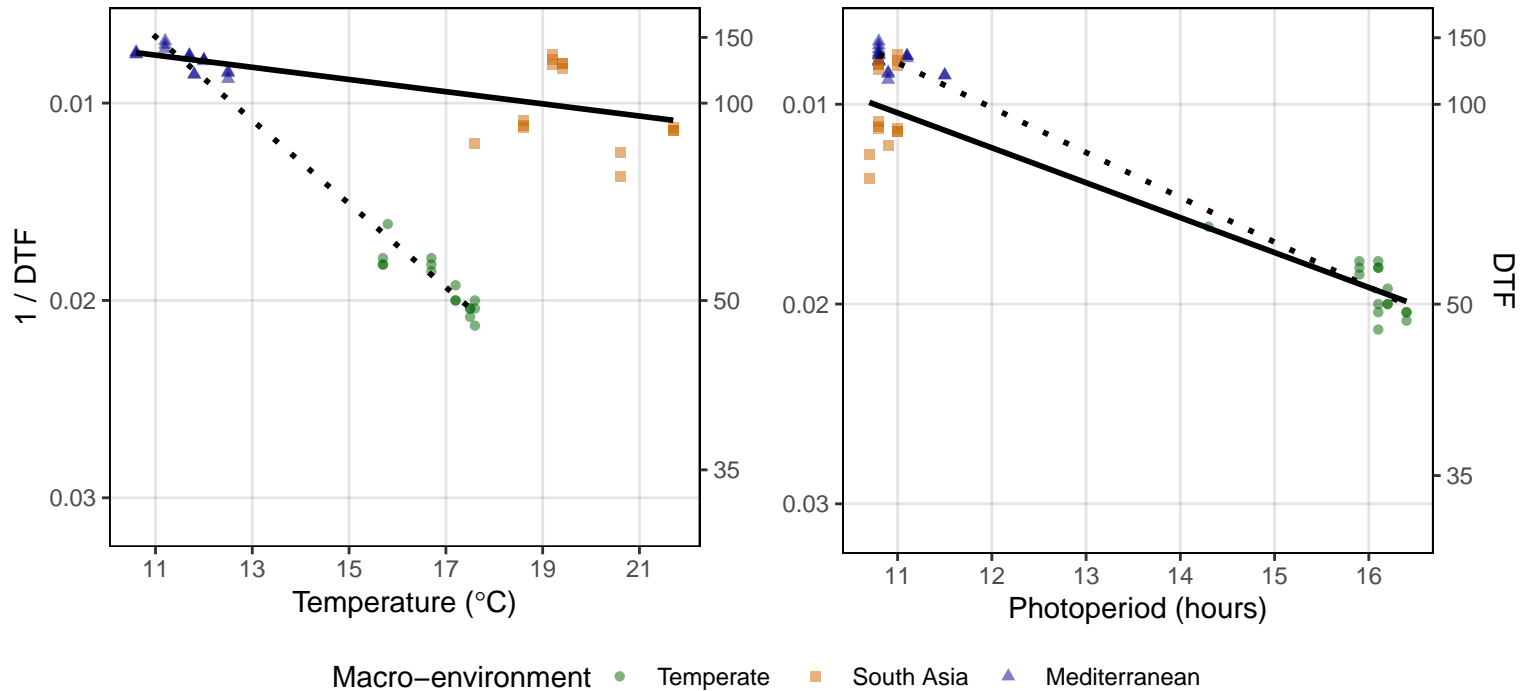 1 / DTF
0.01
0.02
0.03
150
100
50
35
11 13 15 17 19 21
Temperature (°C)
0.01
0.02
0.03
150
100
50
35
DTF
11 12 13 14 15 16
Photoperiod (hours)
Macro−environment Temperate South Asia Mediterranean